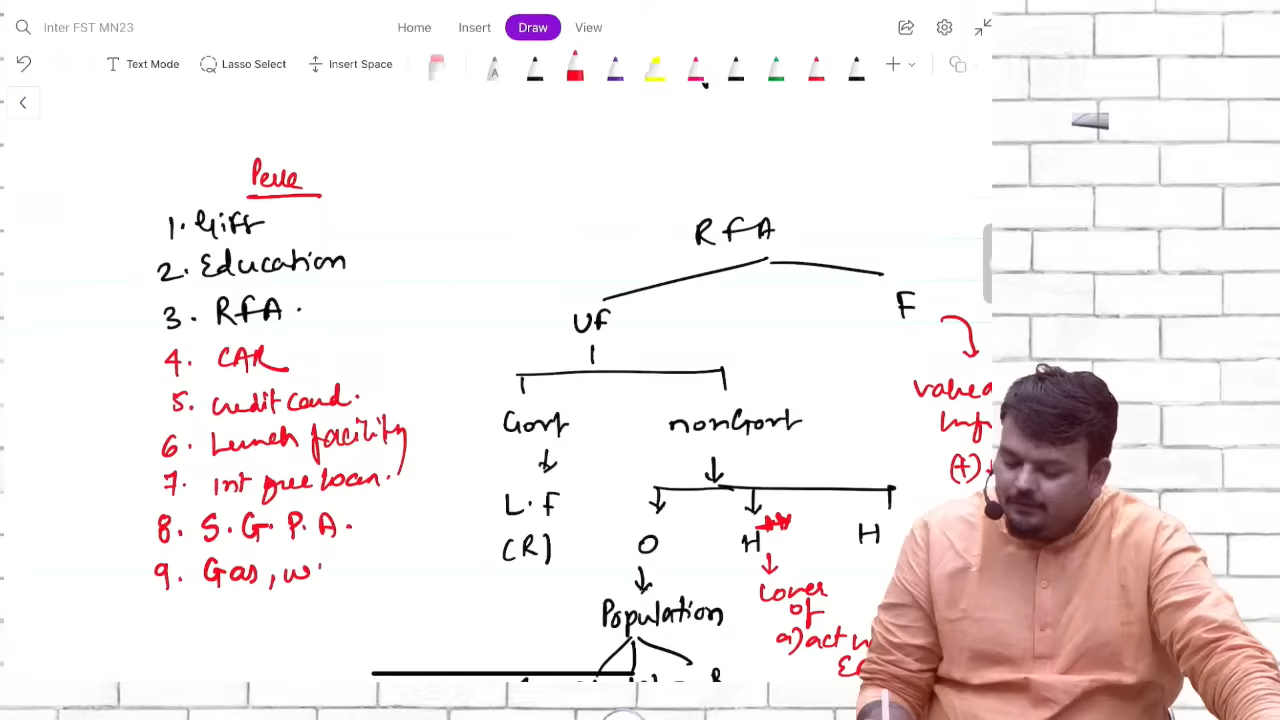 Inter FST MN23
Home Insert Draw View
Text Mode Lasso Select Insert Space
1. Gift
2. Education
3. RFA.
4. CAR
5. Credit Card.
6. Lunch facility
7. Int free loan.
8. S. G. P. A.
9. Gas, w
RFA
UF F
Govt nonGovt
L.F
(R) O H H
Population
Cover
of
a) act